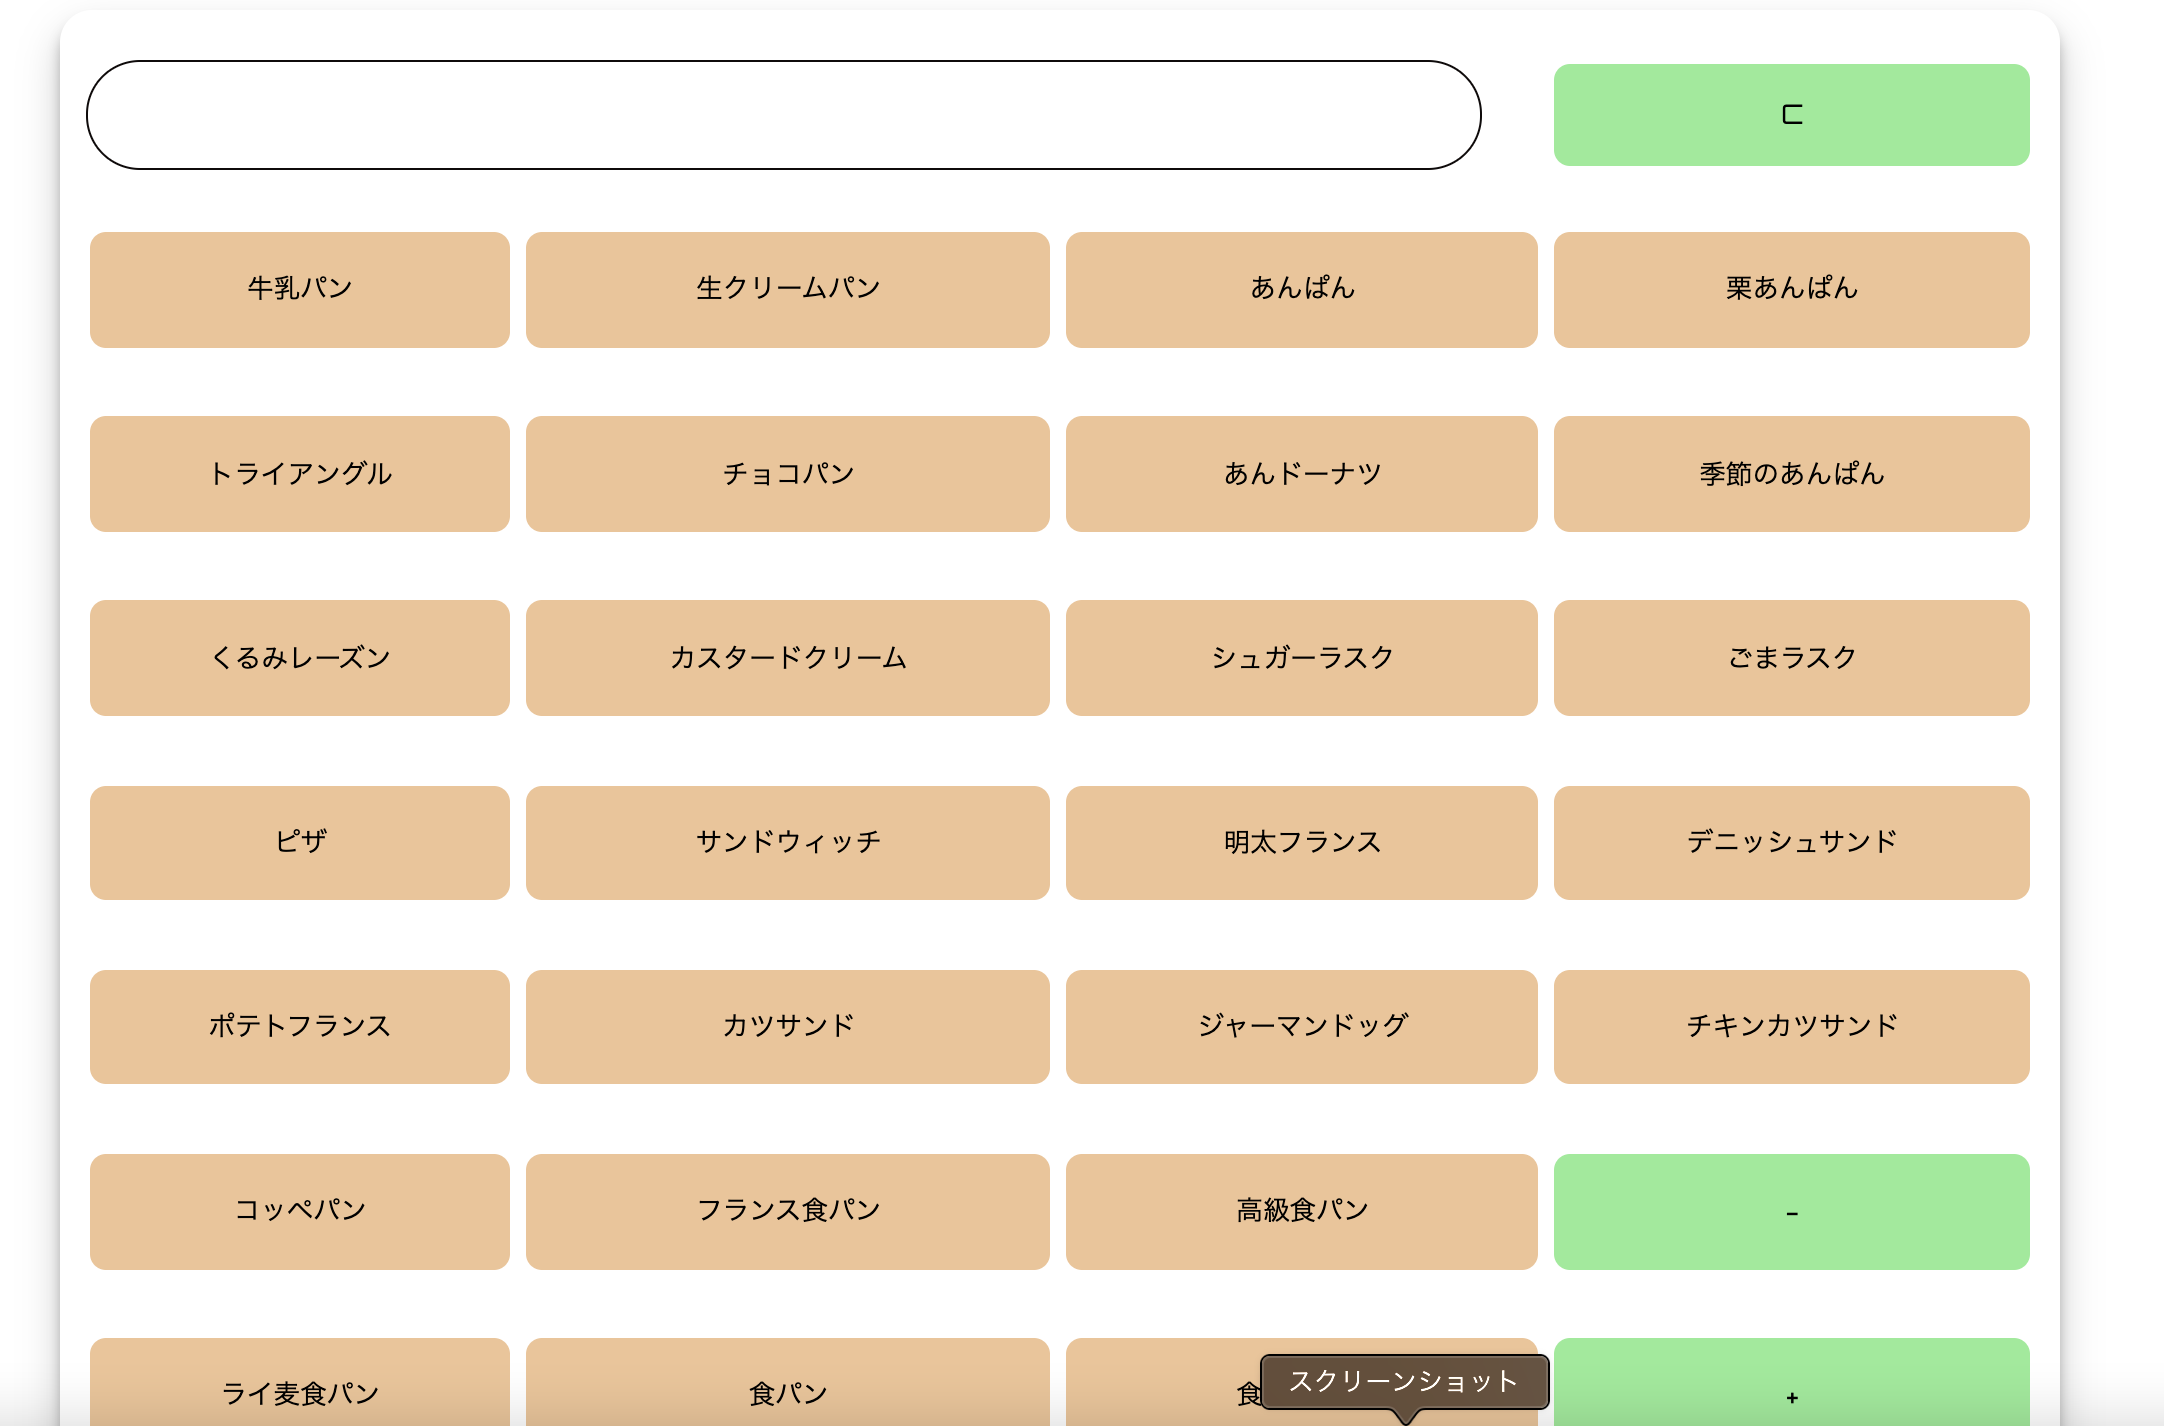 匚
牛乳パン 生クリームパン あんぱん 栗あんぱん
トライアングル チョコパン あんドーナツ 季節のあんぱん
くるみレーズン カスタードクリーム シュガーラスク ごまラスク
ピザ サンドウィッチ 明太フランス デニッシュサンド
ポテトフランス カツサンド ジャーマンドッグ チキンカツサンド
コッペパン フランス食パン 高級食パン -
ライ麦食パン 食パン 食 +
スクリーンショット